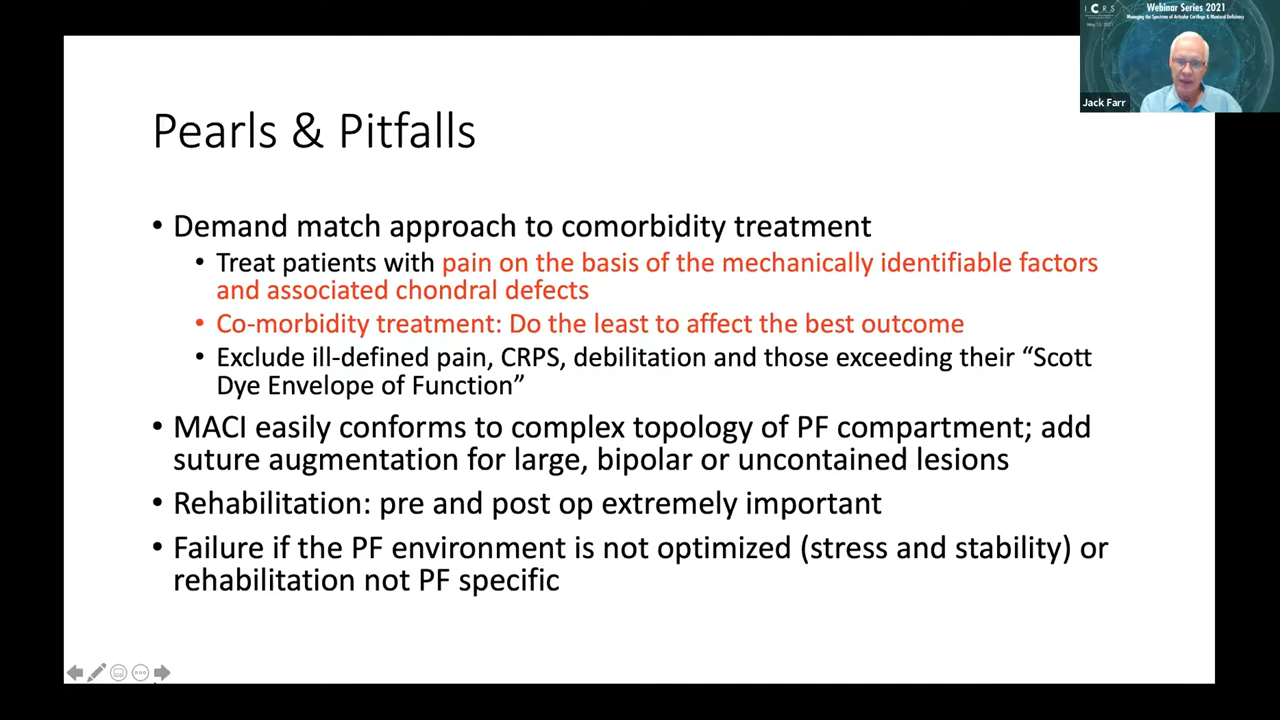 ICRS
Webinar Series 2021
Managing the Spectrum of Articular Cartilage & Meniscal Deficiency
May 15, 2021
Jack Farr
Pearls & Pitfalls
• Demand match approach to comorbidity treatment
• Treat patients with pain on the basis of the mechanically identifiable factors
and associated chondral defects
• Co-morbidity treatment: Do the least to affect the best outcome
• Exclude ill-defined pain, CRPS, debilitation and those exceeding their “Scott
Dye Envelope of Function”
• MACI easily conforms to complex topology of PF compartment; add
suture augmentation for large, bipolar or uncontained lesions
• Rehabilitation: pre and post op extremely important
• Failure if the PF environment is not optimized (stress and stability) or
rehabilitation not PF specific